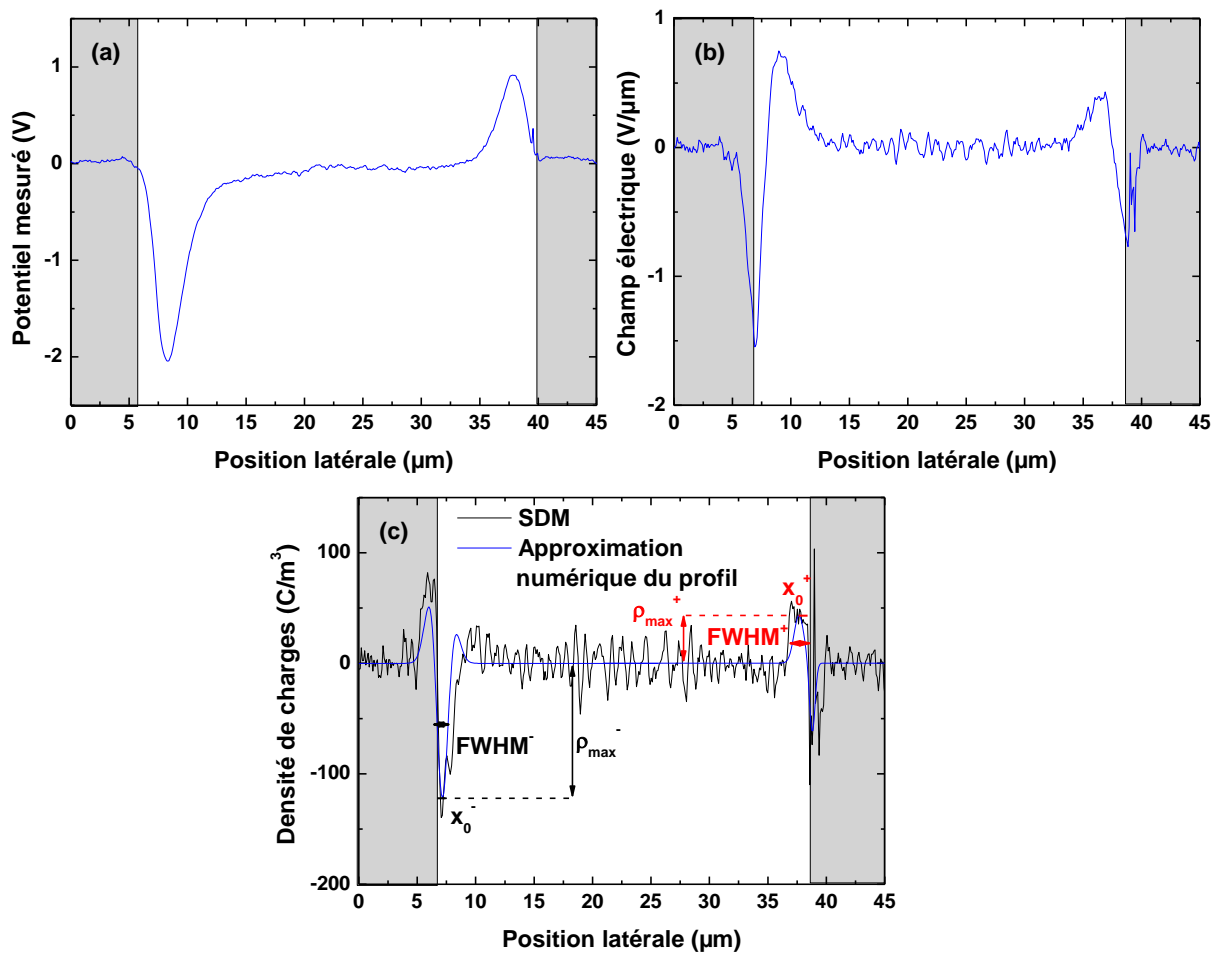 (a)
1
0
-1
-2
Potentiel mesuré (V)
0 5 10 15 20 25 30 35 40 45
Position latérale (µm)
(b)
1
0
-1
-2
Champ électrique (V/µm)
0 5 10 15 20 25 30 35 40 45
Position latérale (µm)
(c)
SDM
Approximation
numérique du profil
100
0
-100
-200
Densité de charges (C/m³)
ρmax⁺
x₀⁺
FWHM⁺
FWHM⁻
ρmax⁻
x₀⁻
0 5 10 15 20 25 30 35 40 45
Position latérale (µm)